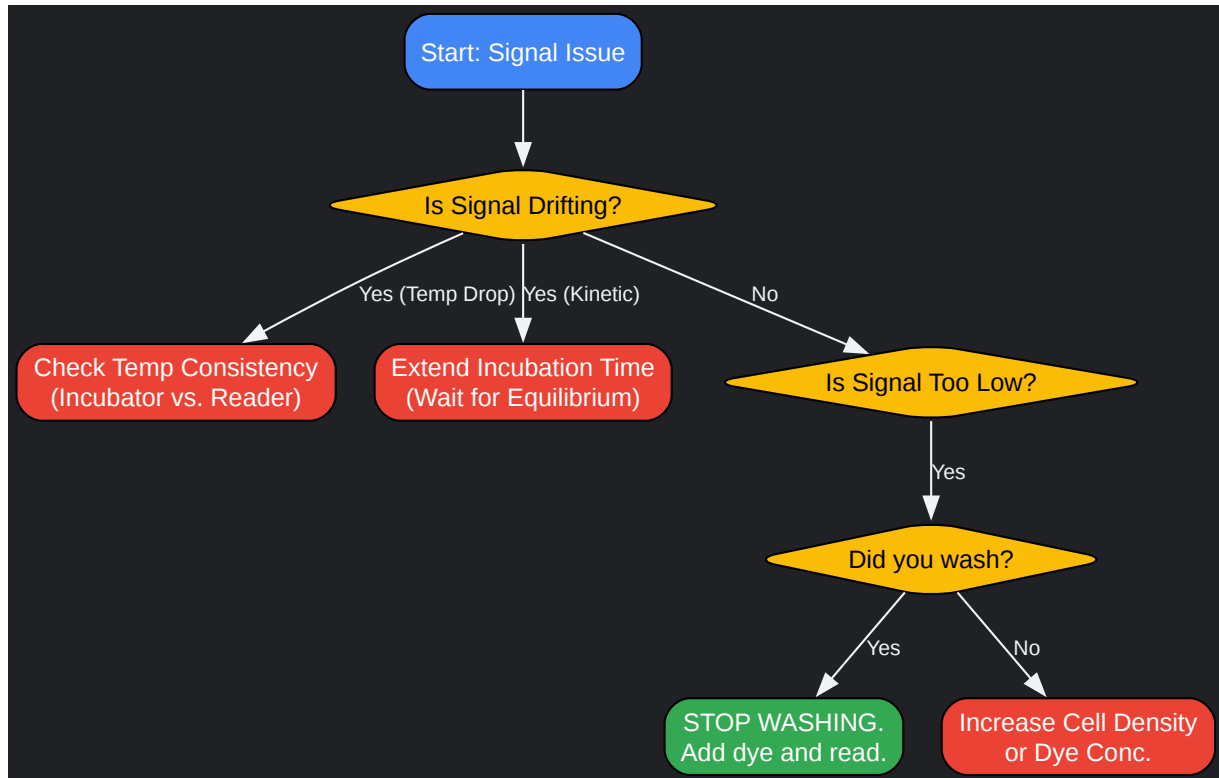 Start: Signal Issue
Is Signal Drifting?
Yes (Temp Drop)
Yes (Kinetic)
No
Check Temp Consistency
(Incubator vs. Reader)
Extend Incubation Time
(Wait for Equilibrium)
Is Signal Too Low?
Yes
Did you wash?
Yes
No
STOP WASHING.
Add dye and read.
Increase Cell Density
or Dye Conc.